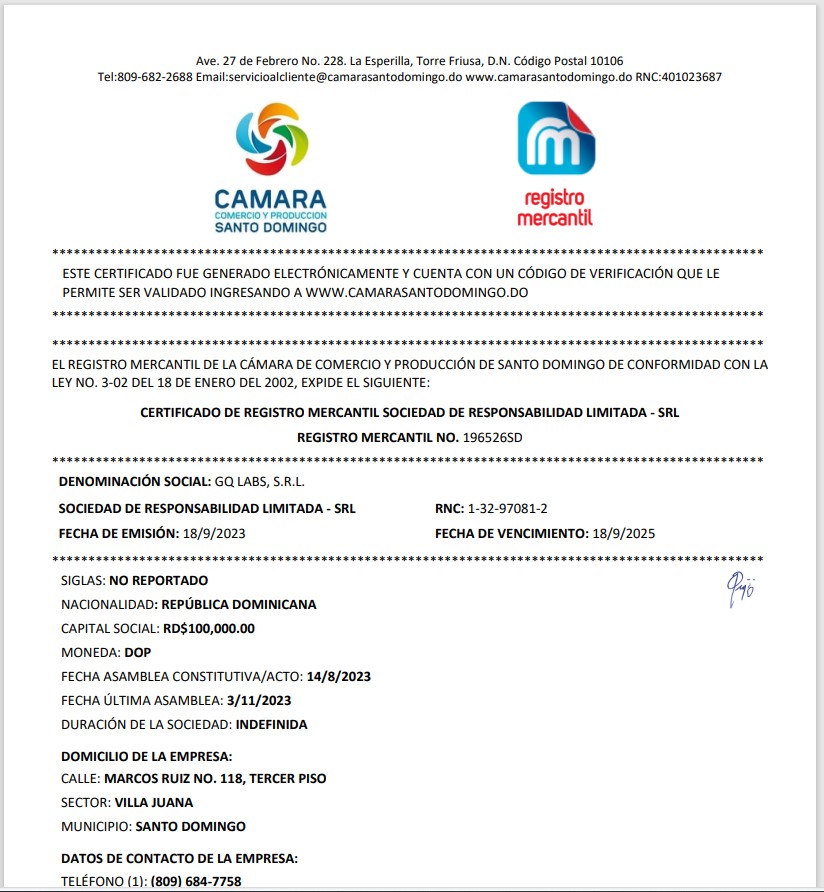 Ave. 27 de Febrero No. 228. La Esperilla, Torre Friusa, D.N. Código Postal 10106
Tel:809-682-2688 Email:servicioalcliente@camarasantodomingo.do www.camarasantodomingo.do RNC:401023687
CAMARA
COMERCIO Y PRODUCCION
SANTO DOMINGO
rm
registro
mercantil
****************************************************************************************************
ESTE CERTIFICADO FUE GENERADO ELECTRÓNICAMENTE Y CUENTA CON UN CÓDIGO DE VERIFICACIÓN QUE LE
PERMITE SER VALIDADO INGRESANDO A WWW.CAMARASANTODOMINGO.DO
****************************************************************************************************
****************************************************************************************************
EL REGISTRO MERCANTIL DE LA CÁMARA DE COMERCIO Y PRODUCCIÓN DE SANTO DOMINGO DE CONFORMIDAD CON LA
LEY NO. 3-02 DEL 18 DE ENERO DEL 2002, EXPIDE EL SIGUIENTE:
CERTIFICADO DE REGISTRO MERCANTIL SOCIEDAD DE RESPONSABILIDAD LIMITADA - SRL
REGISTRO MERCANTIL NO. 196526SD
****************************************************************************************************
DENOMINACIÓN SOCIAL: GQ LABS, S.R.L.
SOCIEDAD DE RESPONSABILIDAD LIMITADA - SRL RNC: 1-32-97081-2
FECHA DE EMISIÓN: 18/9/2023 FECHA DE VENCIMIENTO: 18/9/2025
****************************************************************************************************
SIGLAS: NO REPORTADO
NACIONALIDAD: REPÚBLICA DOMINICANA
CAPITAL SOCIAL: RD$100,000.00
MONEDA: DOP
FECHA ASAMBLEA CONSTITUTIVA/ACTO: 14/8/2023
FECHA ÚLTIMA ASAMBLEA: 3/11/2023
DURACIÓN DE LA SOCIEDAD: INDEFINIDA
DOMICILIO DE LA EMPRESA:
CALLE: MARCOS RUIZ NO. 118, TERCER PISO
SECTOR: VILLA JUANA
MUNICIPIO: SANTO DOMINGO
DATOS DE CONTACTO DE LA EMPRESA:
TELÉFONO (1): (809) 684-7758